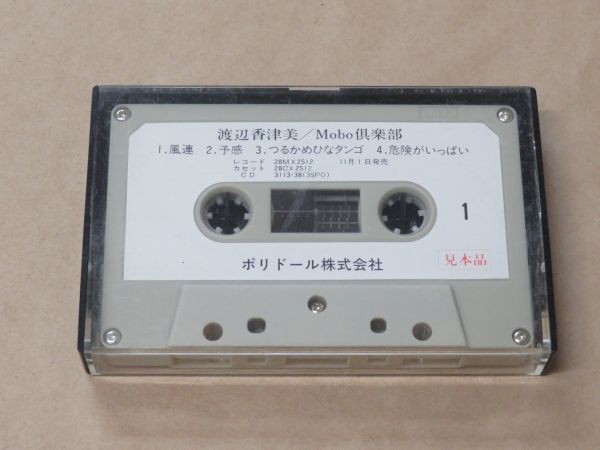 渡辺香津美／Mobo倶楽部
1.風連 2.予感 3.つるかめひなタンゴ 4.危険がいっぱい
レコード 28MX2512 11月1日発売
カセット 28CX2512
CD 3113-38(35PO)
1
ポリドール株式会社
見本品